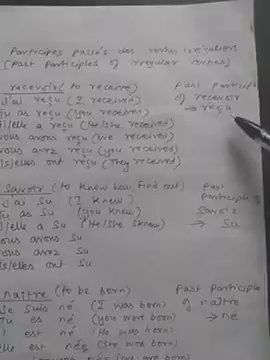 Participes passés des verbes irréguliers
(Past participles of irregular verbes)
recevoir (to receive) Past Participle
J'ai reçu (I received) of recevoir
Tu as reçu (you received) → reçu
Il/elle a reçu (He/she received)
nous avons reçu (we received)
vous avez reçu (you received)
Ils/elles ont reçu (They received)
Savoir (to know how, find out) Past
J'ai Su (I knew) Participle of
Tu as Su (you knew) Savoir
Il/elle a Su (He/she knew) → Su
nous avons Su
vous avez Su
Ils/elles ont Su
naître (to be born) Past participle
Je Suis né (I was born) of naître
Tu es né (you were born) → né
Il est né (He was born)
Elle est née (She was born)